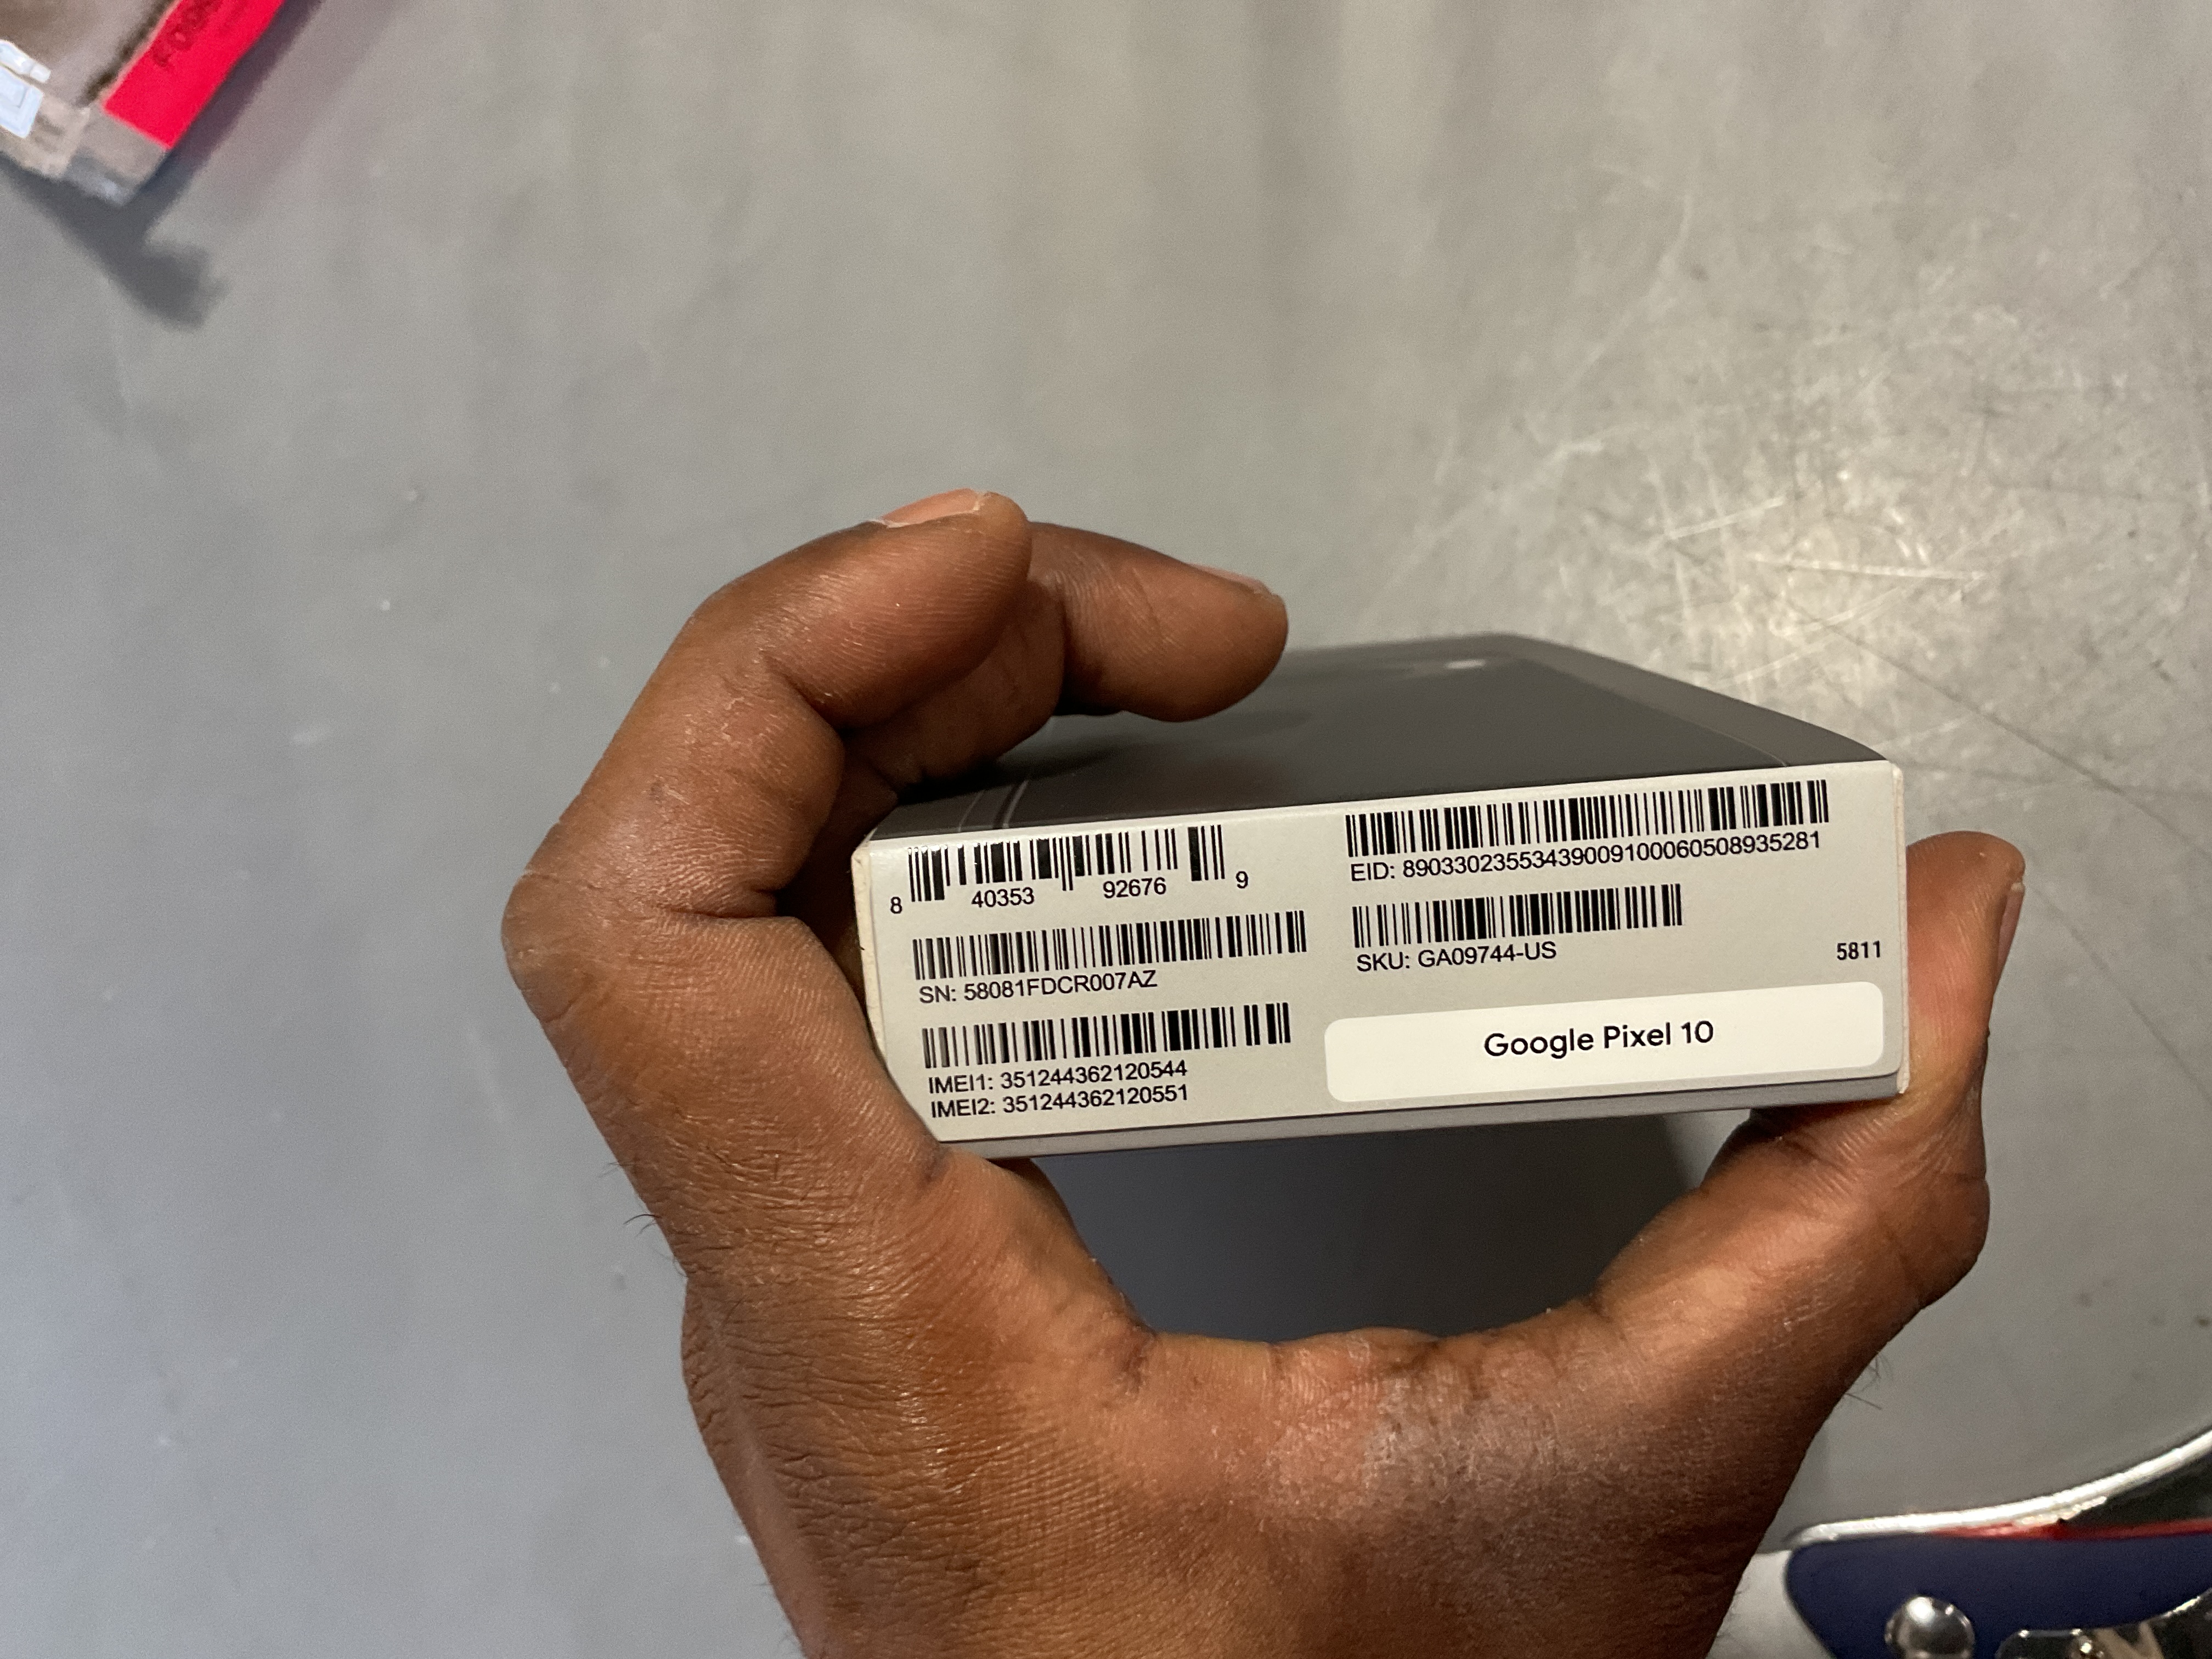 8 40353 92676 9
SN: 58081FDCR007AZ
IMEI1: 351244362120544
IMEI2: 351244362120551
EID: 89033023553439009100060508935281
SKU: GA09744-US
5811
Google Pixel 10